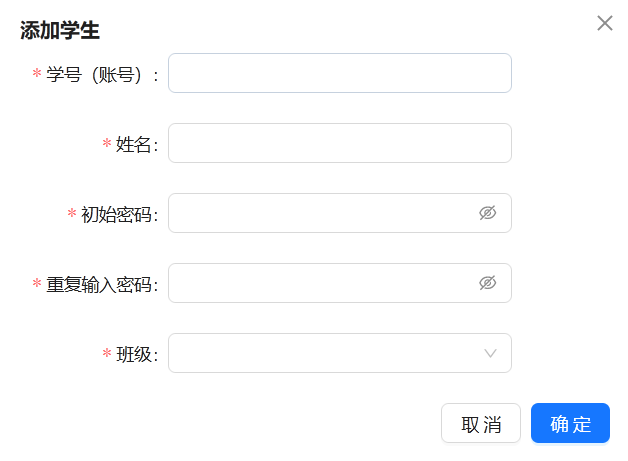 添加学生
* 学号（账号）:
* 姓名:
* 初始密码:
* 重复输入密码:
* 班级:
取消 确定